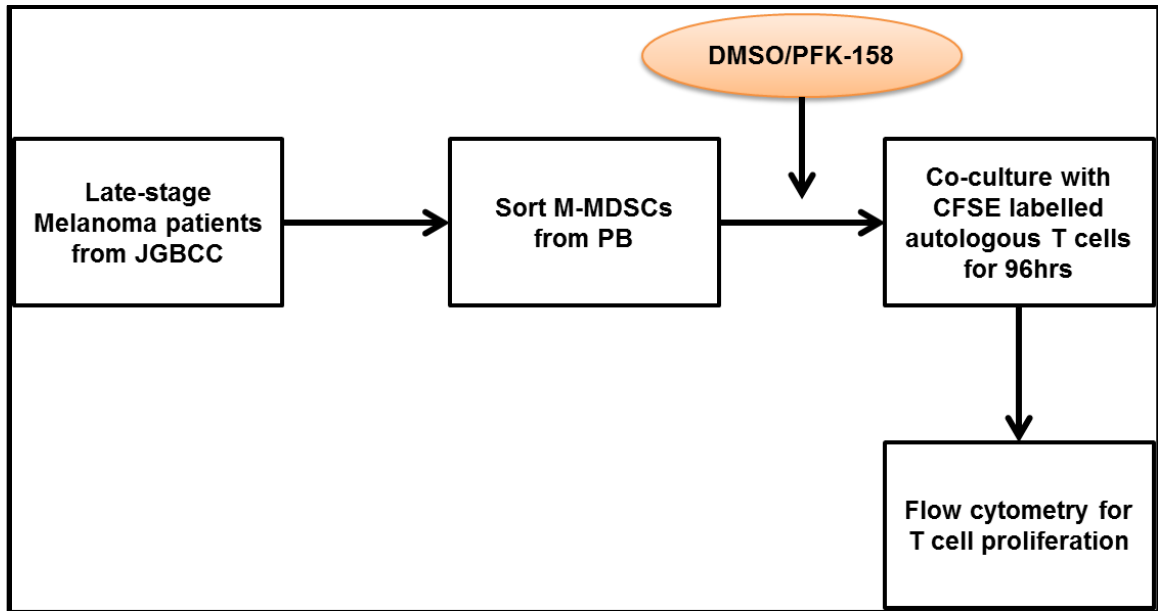 DMSO/PFK-158
Late-stage
Melanoma patients
from JGBCC
Sort M-MDSCs
from PB
Co-culture with
CFSE labelled
autologous T cells
for 96hrs
Flow cytometry for
T cell proliferation